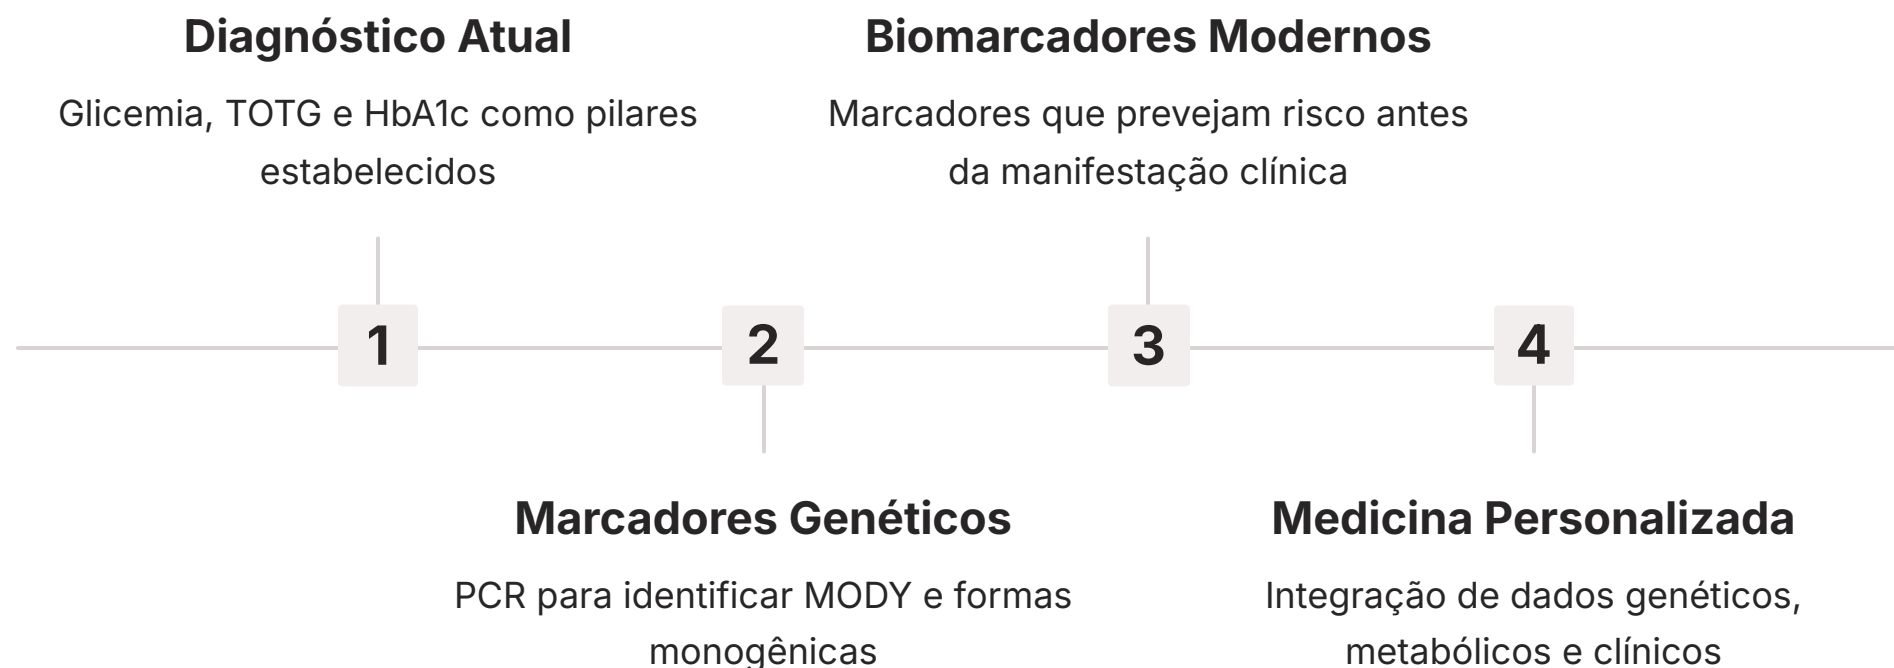 Diagnóstico Atual
Glicemia, TOTG e HbA1c como pilares
estabelecidos
1
2
Marcadores Genéticos
PCR para identificar MODY e formas
monogênicas
Biomarcadores Modernos
Marcadores que prevejam risco antes
da manifestação clínica
3
4
Medicina Personalizada
Integração de dados genéticos,
metabólicos e clínicos